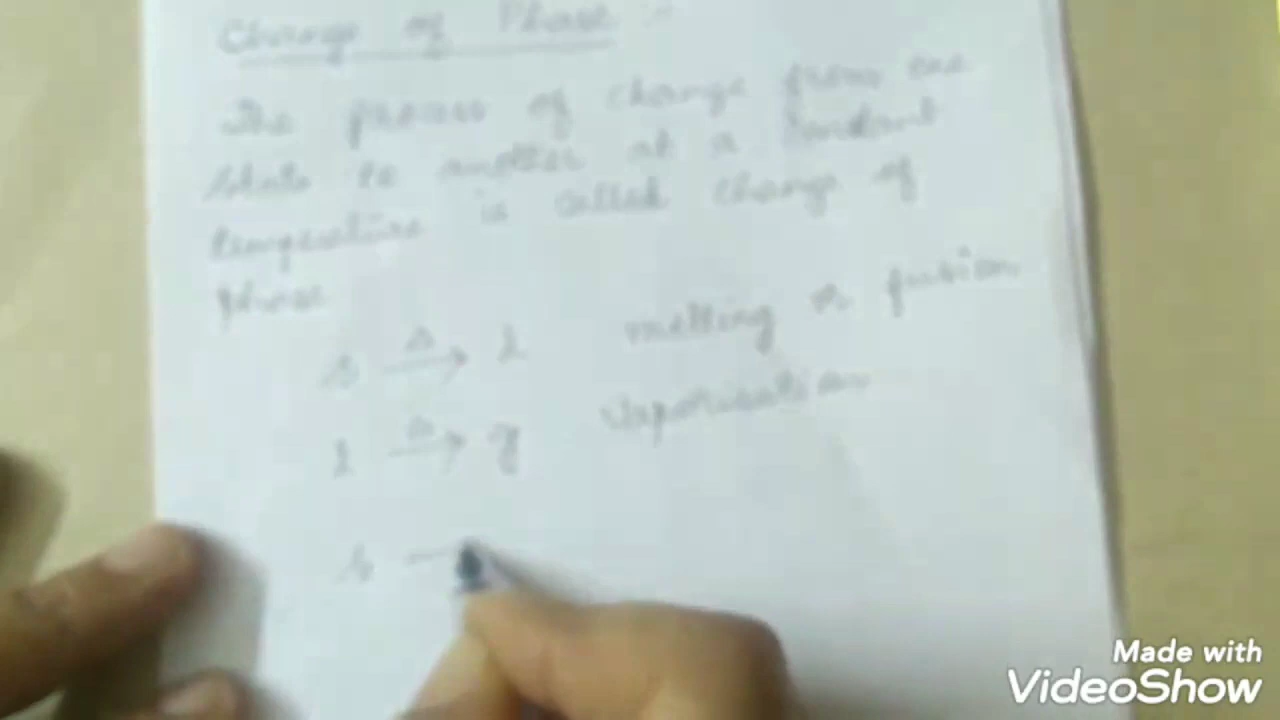 Change of Phase :-
The process of change from one
state to another at a constant
temperature is called change of
phase
s Δ→ l melting or fusion
l Δ→ g Vaporisation
s —
Made with
VideoShow